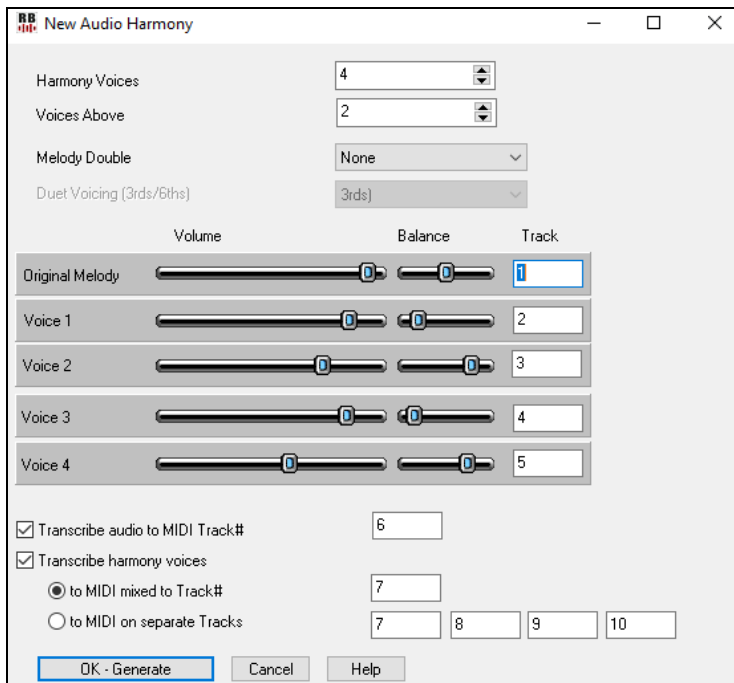 RB New Audio Harmony
Harmony Voices 4
Voices Above 2
Melody Double None
Duet Voicing (3rds/6ths) 3rds)
Volume Balance Track
Original Melody 1
Voice 1 2
Voice 2 3
Voice 3 4
Voice 4 5
Transcribe audio to MIDI Track# 6
Transcribe harmony voices
to MIDI mixed to Track# 7
to MIDI on separate Tracks 7 8 9 10
OK - Generate Cancel Help